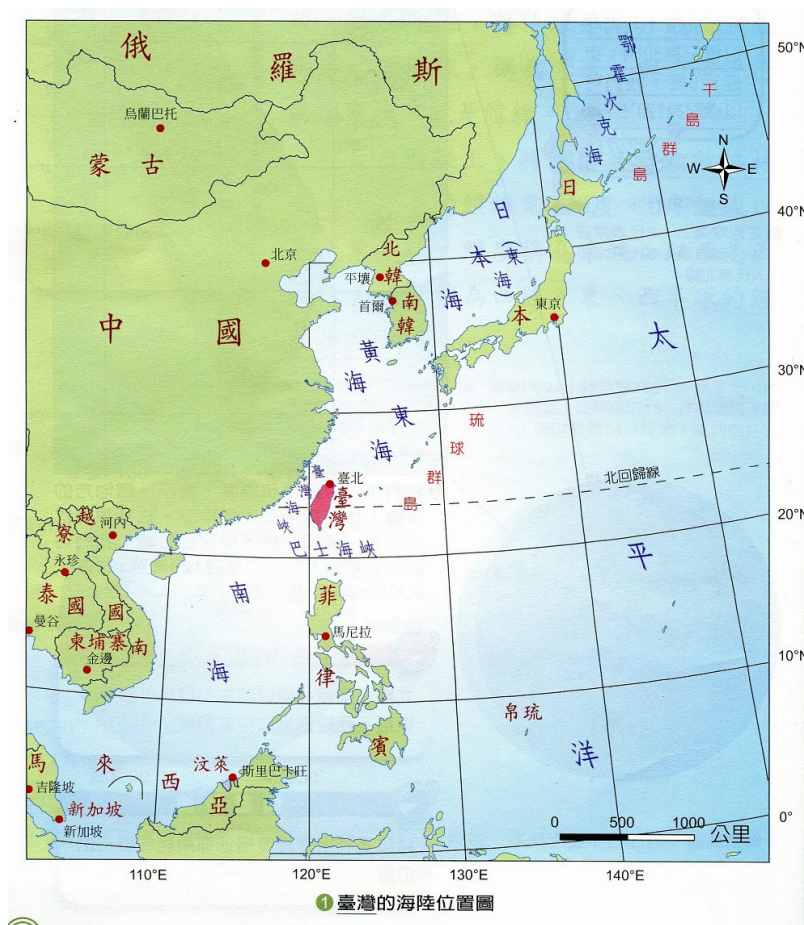 俄羅斯
50°N
鄂霍次克海
千島群島
烏蘭巴托
蒙古
N
W
E
S
日本
40°N
日本海
(東海)
北京
北韓
平壤
首爾
南韓
東京
中國
太平洋
黃海
30°N
東海
琉球群島
臺灣海峽
臺北
臺灣
北回歸線
20°N
越南
河內
寮國
巴士海峽
永珍
南海
泰國
菲律賓
曼谷
馬尼拉
柬埔寨
金邊
10°N
帛琉
馬來西亞
汶萊
斯里巴卡旺
吉隆坡
新加坡
新加坡
0°
0
500
1000
公里
110°E
120°E
130°E
140°E
1 臺灣的海陸位置圖